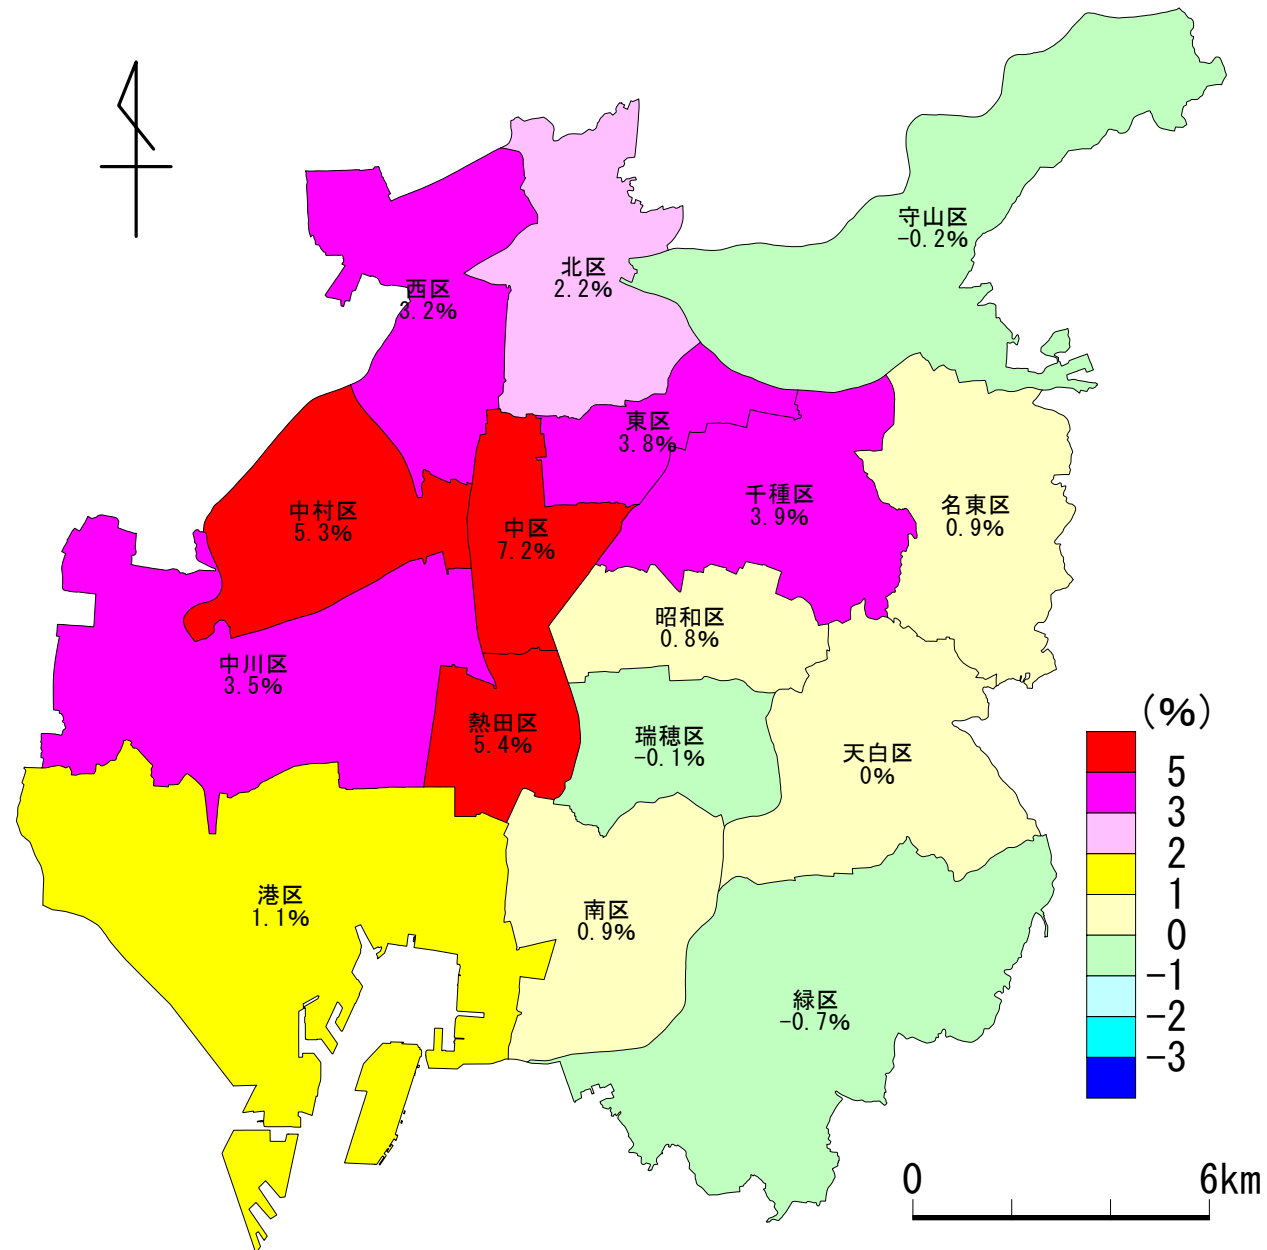 守山区
-0.2%
北区
2.2%
西区
3.2%
東区
3.8%
千種区
3.9%
名東区
0.9%
中村区
5.3%
中区
7.2%
昭和区
0.8%
中川区
3.5%
熱田区
5.4%
瑞穂区
-0.1%
天白区
0%
港区
1.1%
南区
0.9%
緑区
-0.7%
(%)
5
3
2
1
0
-1
-2
-3
0 6km